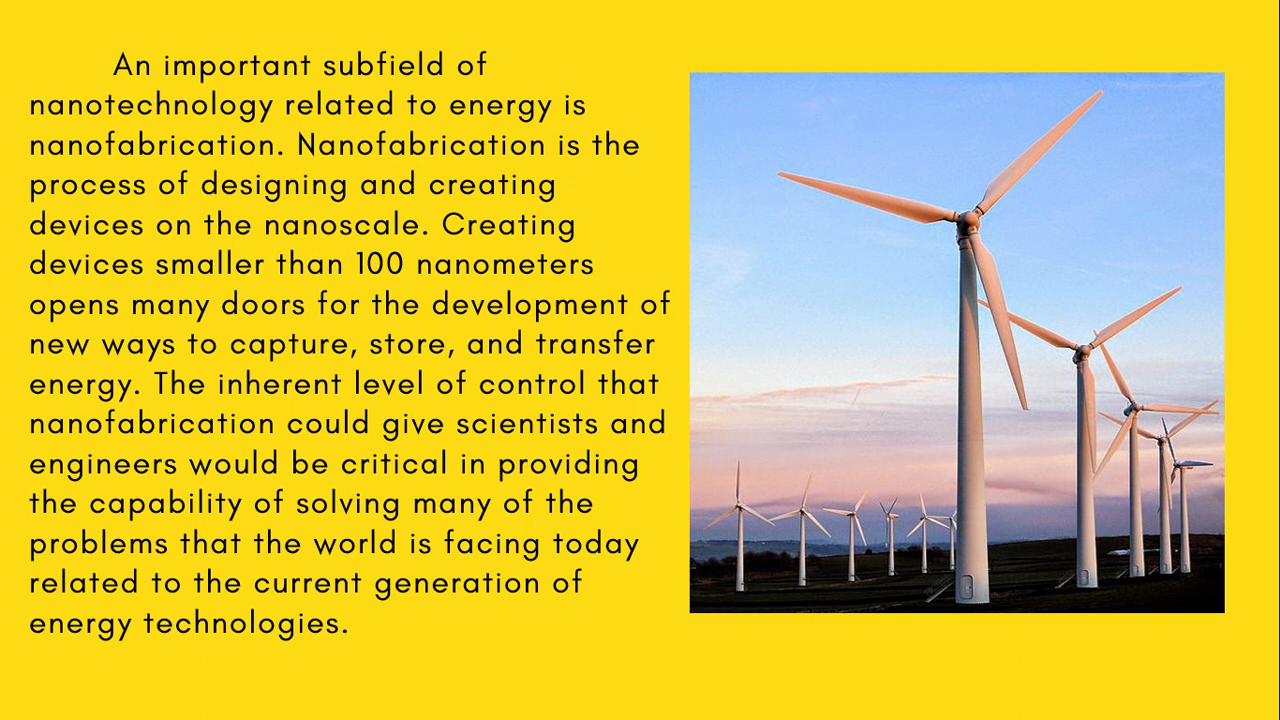 An important subfield of
nanotechnology related to energy is
nanofabrication. Nanofabrication is the
process of designing and creating
devices on the nanoscale. Creating
devices smaller than 100 nanometers
opens many doors for the development of
new ways to capture, store, and transfer
energy. The inherent level of control that
nanofabrication could give scientists and
engineers would be critical in providing
the capability of solving many of the
problems that the world is facing today
related to the current generation of
energy technologies.